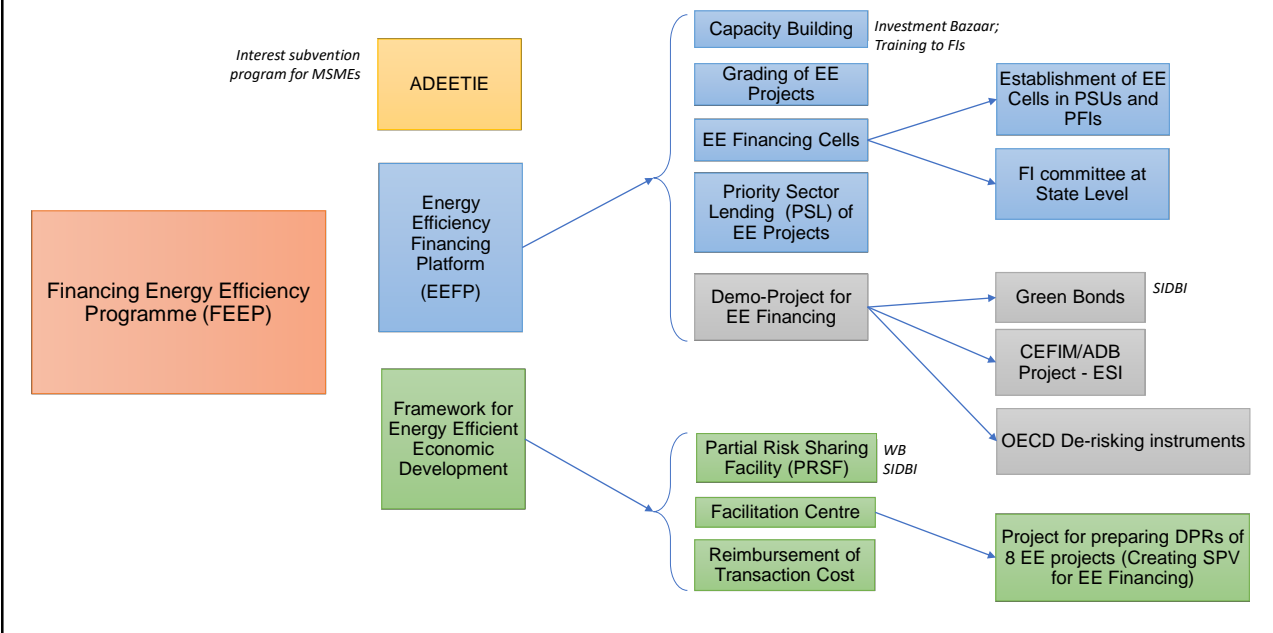 Financing Energy Efficiency
Programme (FEEP)
Interest subvention
program for MSMEs
ADEETIE
Energy
Efficiency
Financing
Platform
(EEFP)
Framework for
Energy Efficient
Economic
Development
Capacity Building
Investment Bazaar;
Training to FIs
Grading of EE
Projects
EE Financing Cells
Priority Sector
Lending (PSL) of
EE Projects
Demo-Project for
EE Financing
Establishment of EE
Cells in PSUs and
PFIs
FI committee at
State Level
Green Bonds
SIDBI
CEFIM/ADB
Project - ESI
OECD De-risking instruments
Partial Risk Sharing
Facility (PRSF)
WB
SIDBI
Facilitation Centre
Reimbursement of
Transaction Cost
Project for preparing DPRs of
8 EE projects (Creating SPV
for EE Financing)